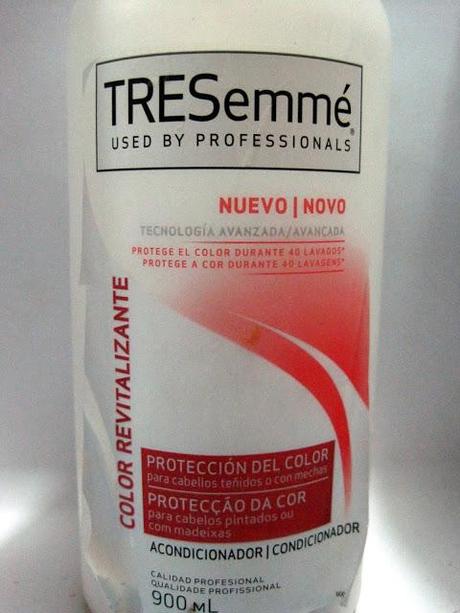 TRESemmé®
USED BY PROFESSIONALS
NUEVO | NOVO
TECNOLOGÍA AVANZADA/AVANÇADA
PROTEGE EL COLOR DURANTE 40 LAVADOS*
PROTEGE A COR DURANTE 40 LAVAGENS*
COLOR REVITALIZANTE
PROTECCIÓN DEL COLOR
para cabellos teñidos o con mechas
PROTECÇÃO DA COR
para cabelos pintados ou
com madeixas
ACONDICIONADOR | CONDICIONADOR
CALIDAD PROFESIONAL
QUALIDADE PROFISSIONAL
900 mL